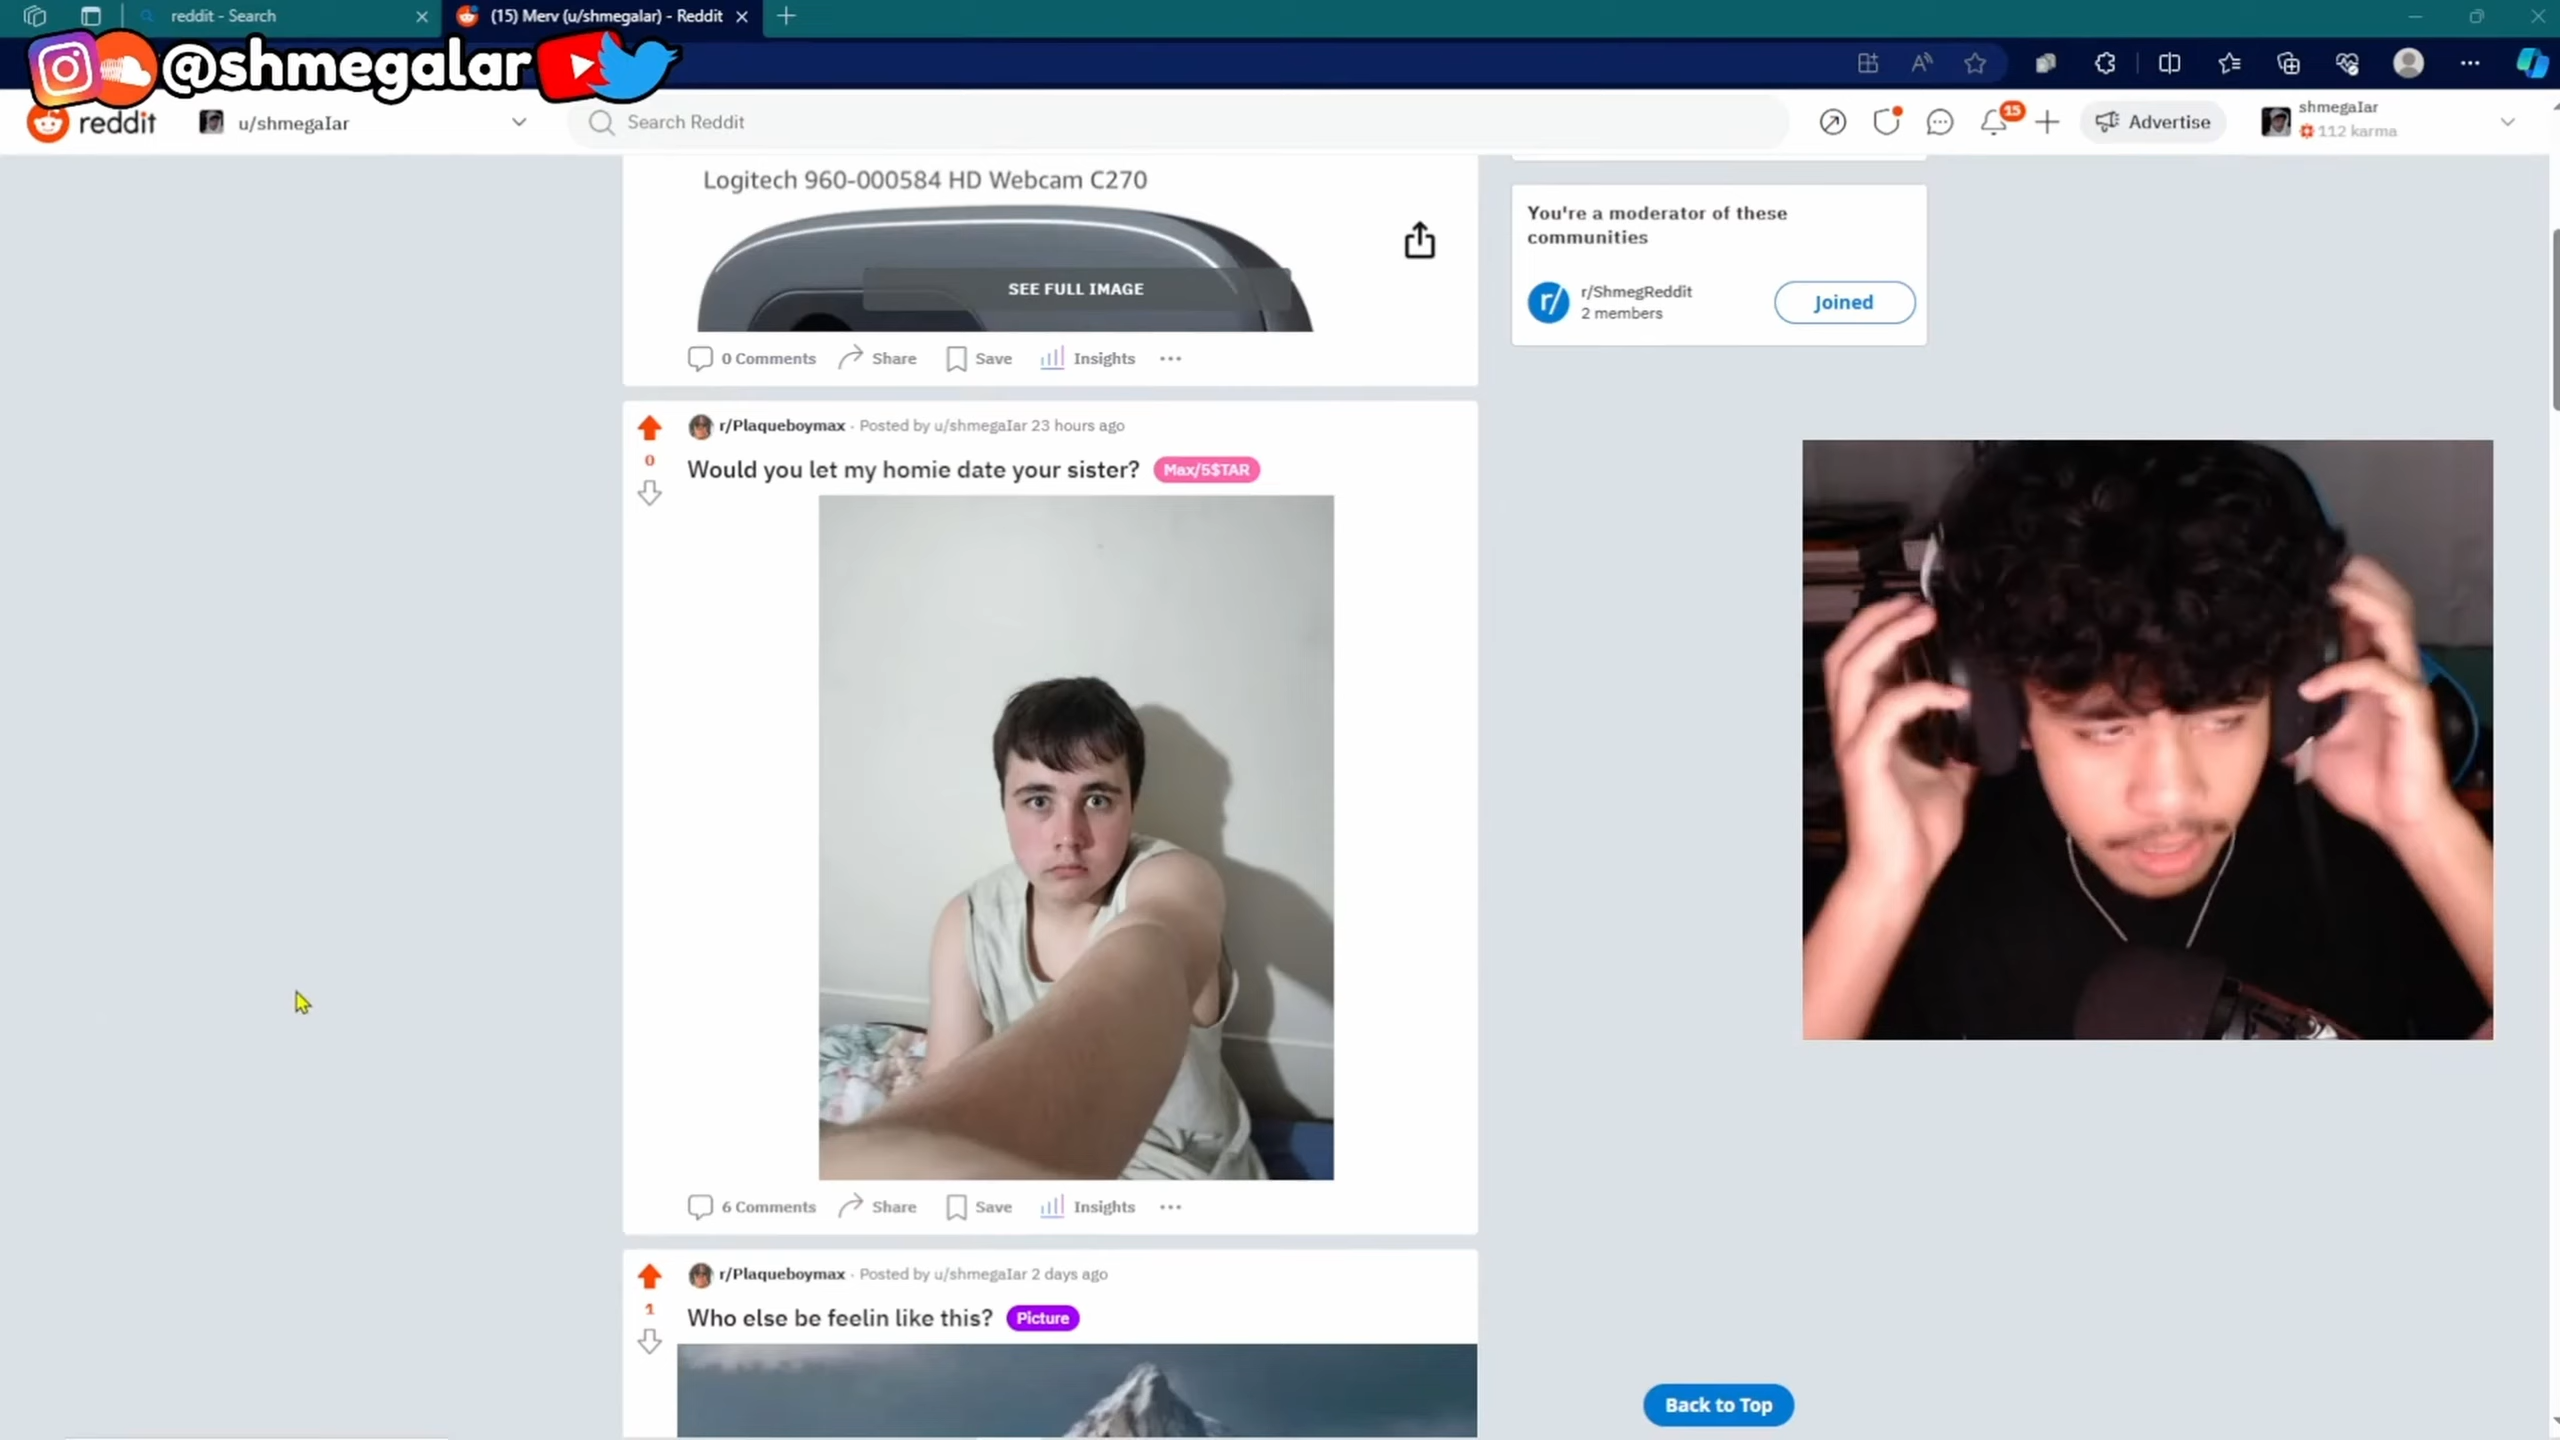 reddit - Search
(15) Merv (u/shmegalar) - Reddit
@shmegalar
reddit
u/shmegaIar
Search Reddit
15
Advertise
shmegaIar
112 karma
Logitech 960-000584 HD Webcam C270
SEE FULL IMAGE
0 Comments
Share
Save
Insights
You're a moderator of these
communities
r/
r/ShmegReddit
2 members
Joined
r/Plaqueboymax · Posted by u/shmegaIar 23 hours ago
0
Would you let my homie date your sister?
Max/5$TAR
6 Comments
Share
Save
Insights
r/Plaqueboymax · Posted by u/shmegaIar 2 days ago
1
Who else be feelin like this?
Picture
Back to Top